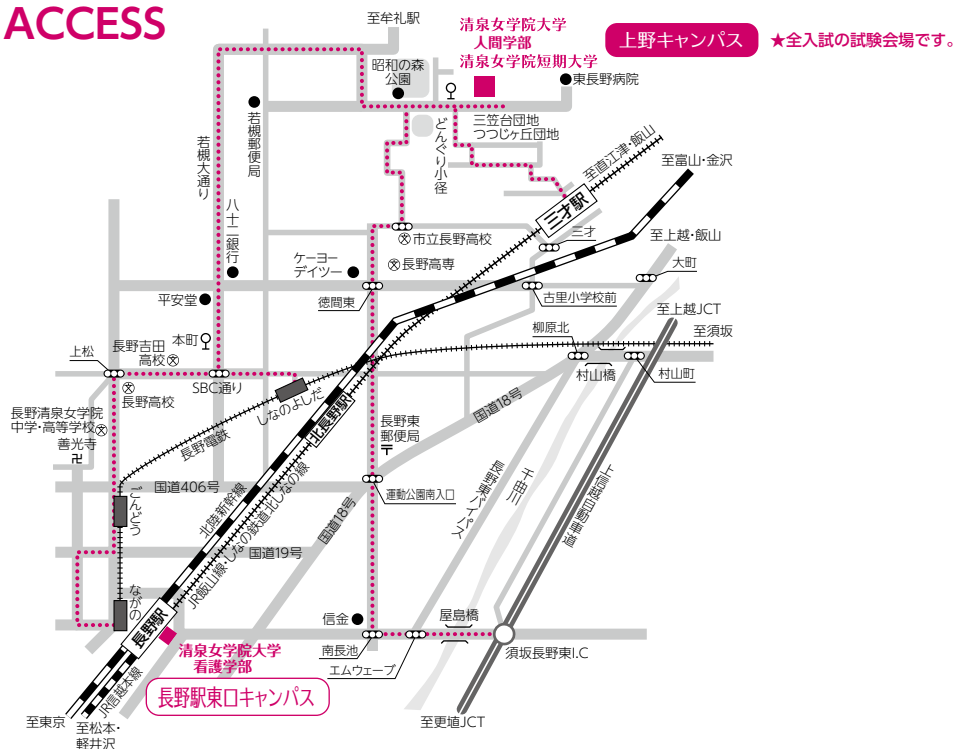 ACCESS
至牟礼駅
清泉女学院大学
人間学部
清泉女学院短期大学
上野キャンパス
★全入試の試験会場です。
昭和の森
公園
東長野病院
若槻郵便局
三笠台団地
つつじヶ丘団地
どんぐり小径
若槻大通り
至直江津・飯山
至富山・金沢
三才駅
八十二銀行
市立長野高校
三才
至上越・飯山
ケーヨー
デイツー
長野高専
大町
平安堂
徳間東
古里小学校前
至上越JCT
本町
柳原北
至須坂
上松
長野吉田
高校
SBC通り
村山橋
村山町
長野高校
しなのよしだ
北長野駅
国道18号
長野清泉女学院
中学・高等学校
長野東
郵便局
善光寺
長野電鉄
国道406号
運動公園南入口
ごんどう
北陸新幹線
JR飯山線・しなの鉄道北しなの線
国道18号
長野東バイパス
千曲川
上信越自動車道
国道19号
ながの
長野駅
信金
屋島橋
南長池
エムウェーブ
須坂長野東I.C
清泉女学院大学
看護学部
長野駅東口キャンパス
JR信越本線
至東京
至松本・
軽井沢
至更埴JCT